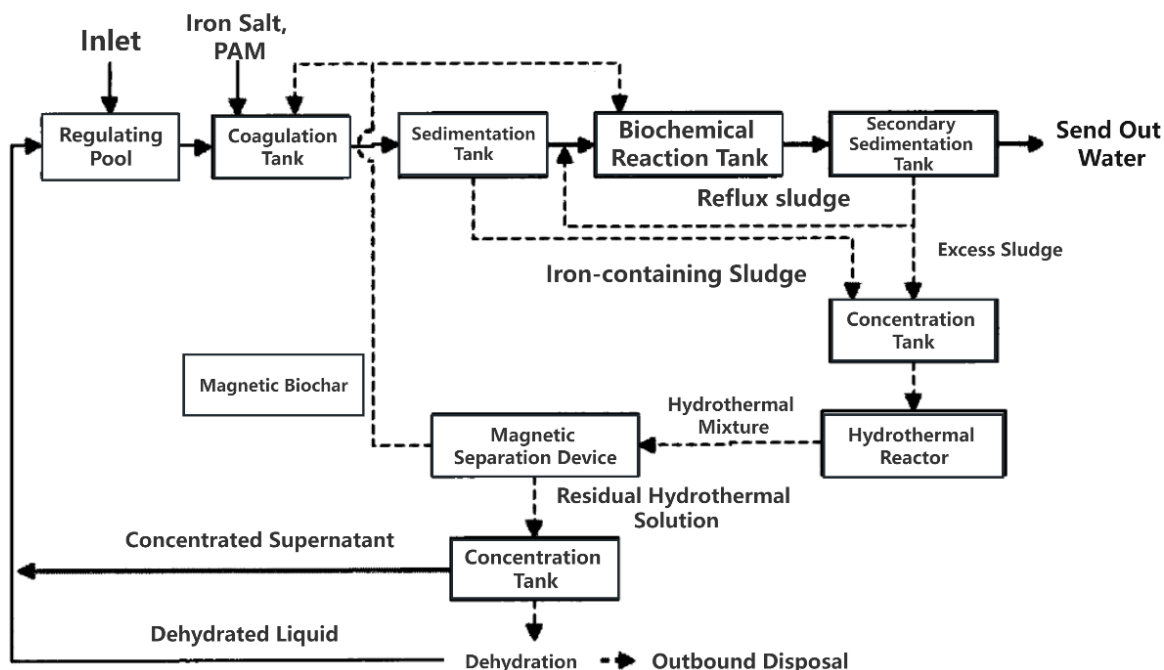 Inlet
Iron Salt,
PAM
Regulating
Pool
Coagulation
Tank
Sedimentation
Tank
Biochemical
Reaction Tank
Secondary
Sedimentation
Tank
Send Out
Water
Reflux sludge
Excess Sludge
Iron-containing Sludge
Concentration
Tank
Magnetic Biochar
Hydrothermal
Mixture
Magnetic
Separation Device
Hydrothermal
Reactor
Residual Hydrothermal
Solution
Concentrated Supernatant
Concentration
Tank
Dehydrated Liquid
Dehydration
Outbound Disposal